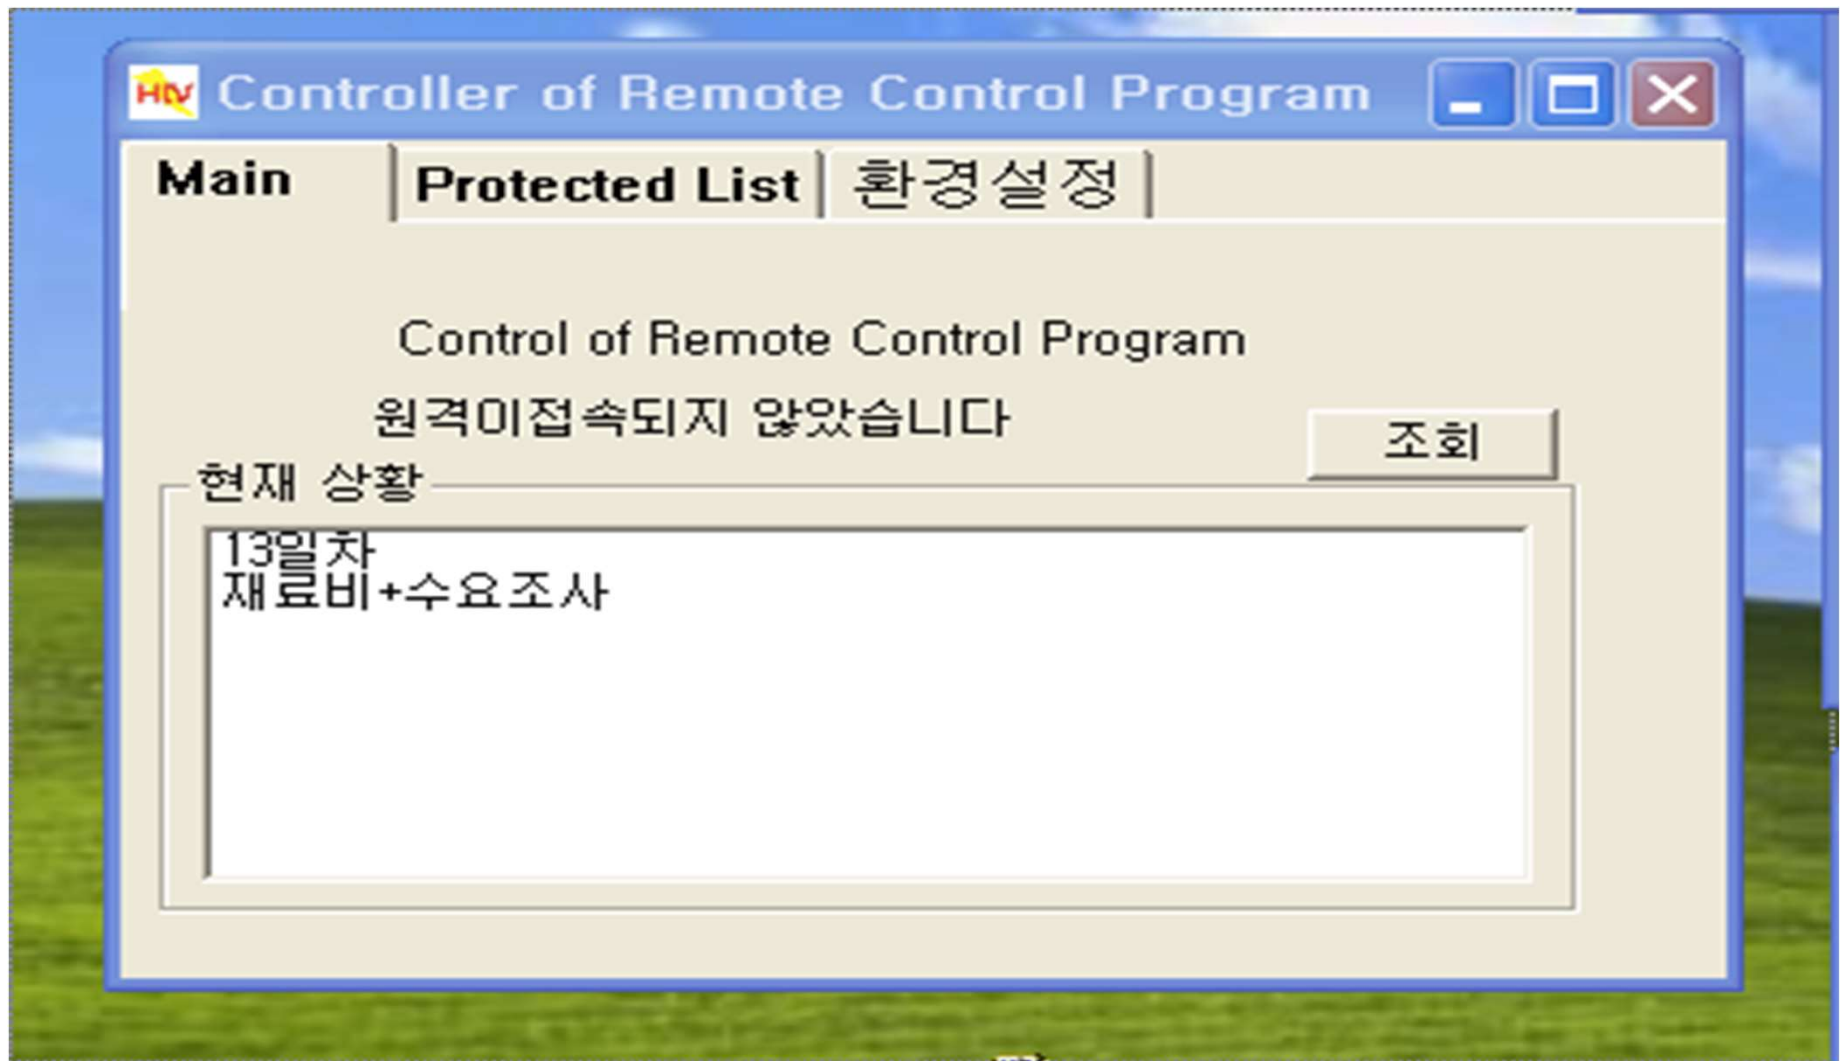 HIV Controller of Remote Control Program
Main Protected List 환경설정
Control of Remote Control Program
원격이접속되지 않았습니다
조회
현재 상황
13일차
재료비+수요조사